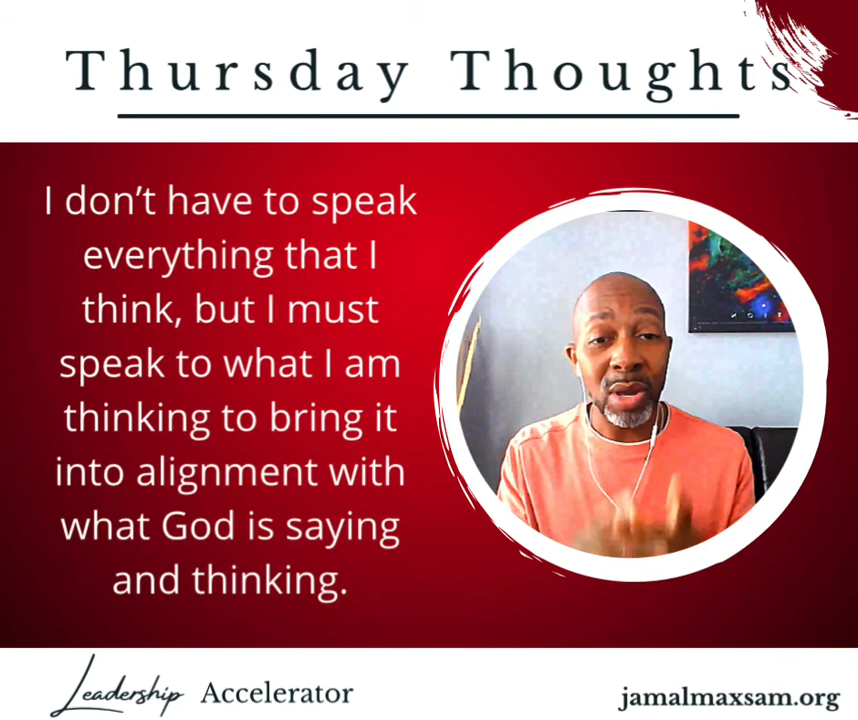 Thursday Thoughts
I don't have to speak
everything that I
think, but I must
speak to what I am
thinking to bring it
into alignment with
what God is saying
and thinking.
Leadership Accelerator
jamalmaxsam.org